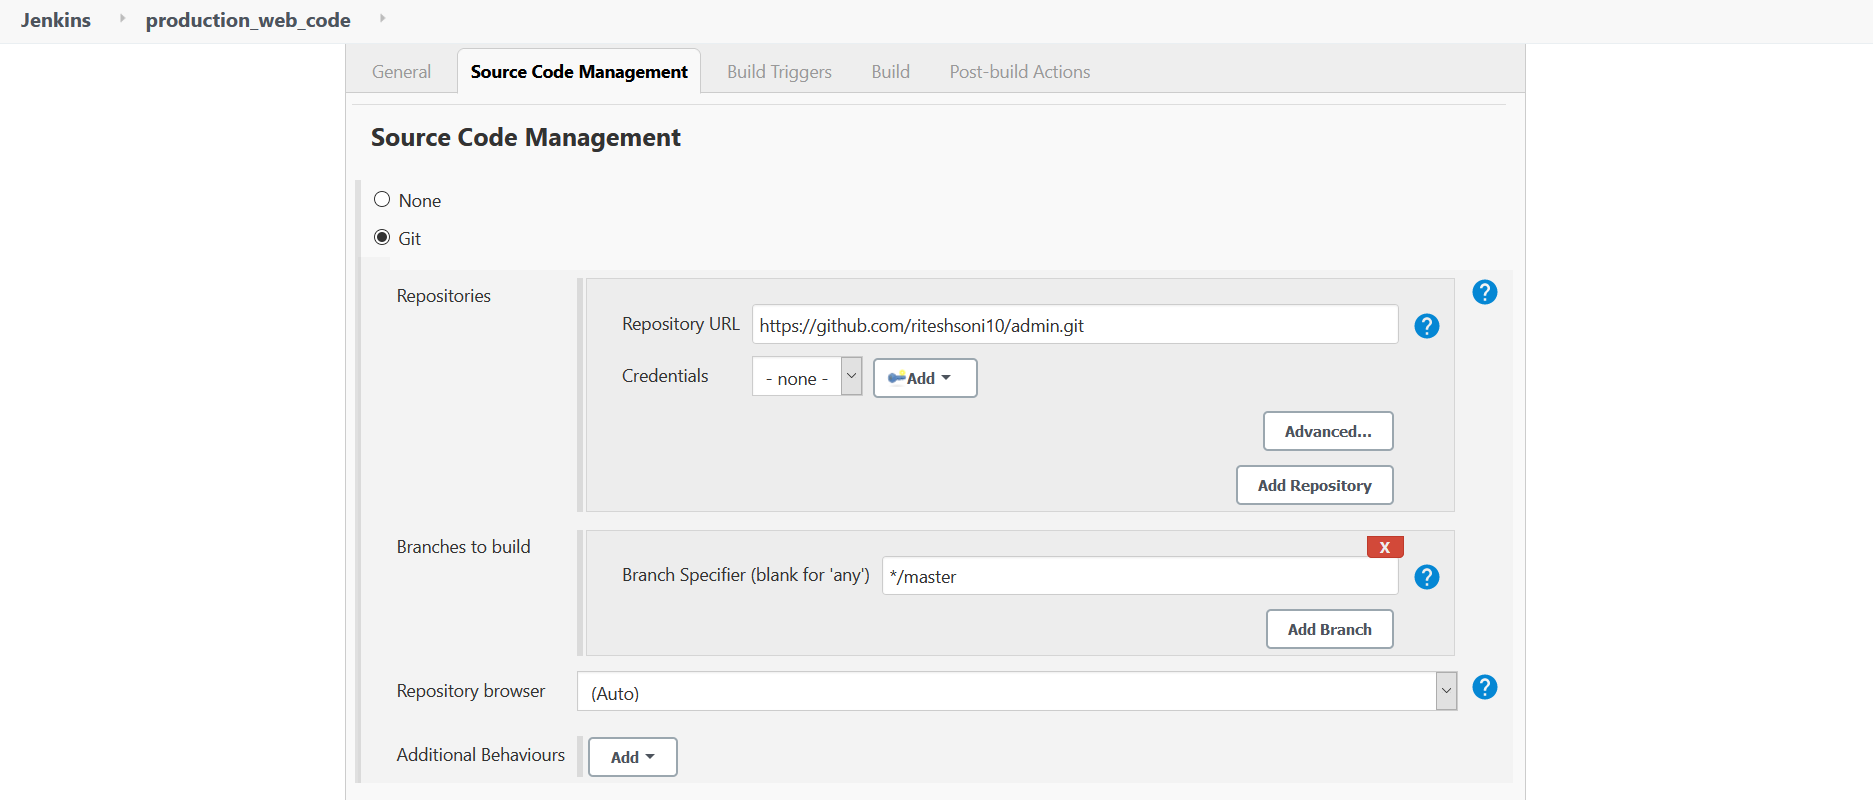 Jenkins production_web_code
General Source Code Management Build Triggers Build Post-build Actions
Source Code Management
None
Git
Repositories
?
Repository URL https://github.com/riteshsoni10/admin.git ?
Credentials - none - Add
Advanced...
Add Repository
Branches to build
X
Branch Specifier (blank for 'any') */master ?
Add Branch
Repository browser (Auto) ?
Additional Behaviours Add